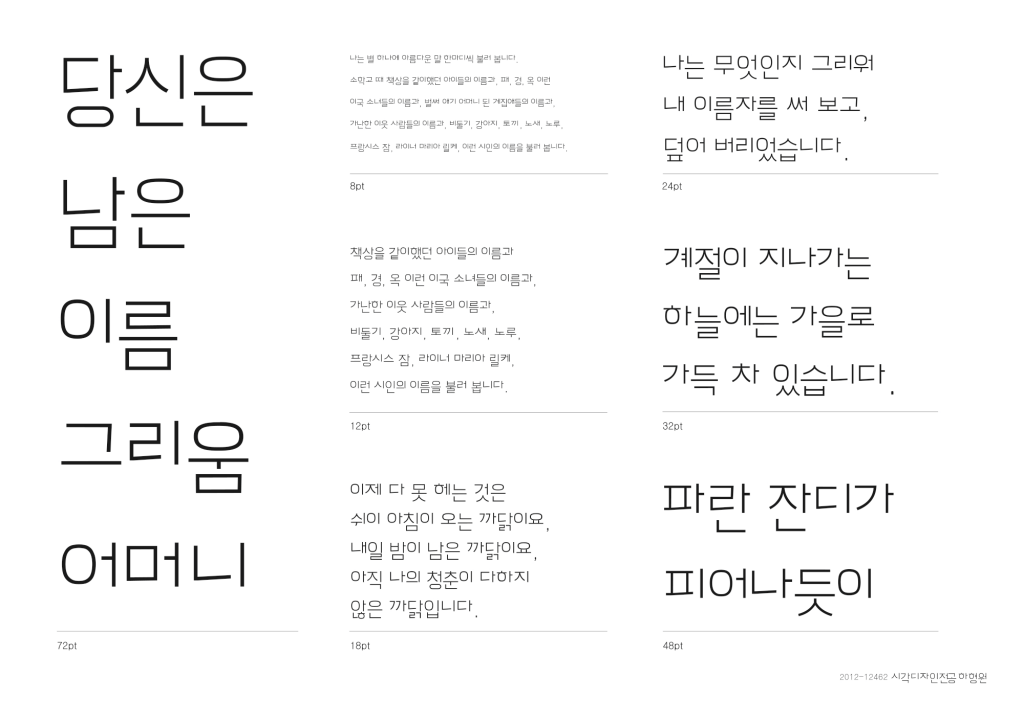 당신은
남은
이름
그리움
어머니
72pt
나는 별 하나에 아름다운 말 한마디씩 불러 봅니다.
소학교 때 책상을 같이했던 아이들의 이름과, 패, 경, 옥 이런
이국 소녀들의 이름과, 벌써 애기 어머니 된 계집애들의 이름과,
가난한 이웃 사람들의 이름과, 비둘기, 강아지, 토끼, 노새, 노루,
프랑시스 잠, 라이너 마리아 릴케, 이런 시인의 이름을 불러 봅니다.
8pt
책상을 같이했던 아이들의 이름과
패, 경, 옥 이런 이국 소녀들의 이름과,
가난한 이웃 사람들의 이름과,
비둘기, 강아지, 토끼, 노새, 노루,
프랑시스 잠, 라이너 마리아 릴케,
이런 시인의 이름을 불러 봅니다.
12pt
이제 다 못 헤는 것은
쉬이 아침이 오는 까닭이요,
내일 밤이 남은 까닭이요,
아직 나의 청춘이 다하지
않은 까닭입니다.
18pt
나는 무엇인지 그리워
내 이름자를 써 보고,
덮어 버리었습니다.
24pt
계절이 지나가는
하늘에는 가을로
가득 차 있습니다.
32pt
파란 잔디가
피어나듯이
48pt
2012-12462 시각디자인전공 하형원